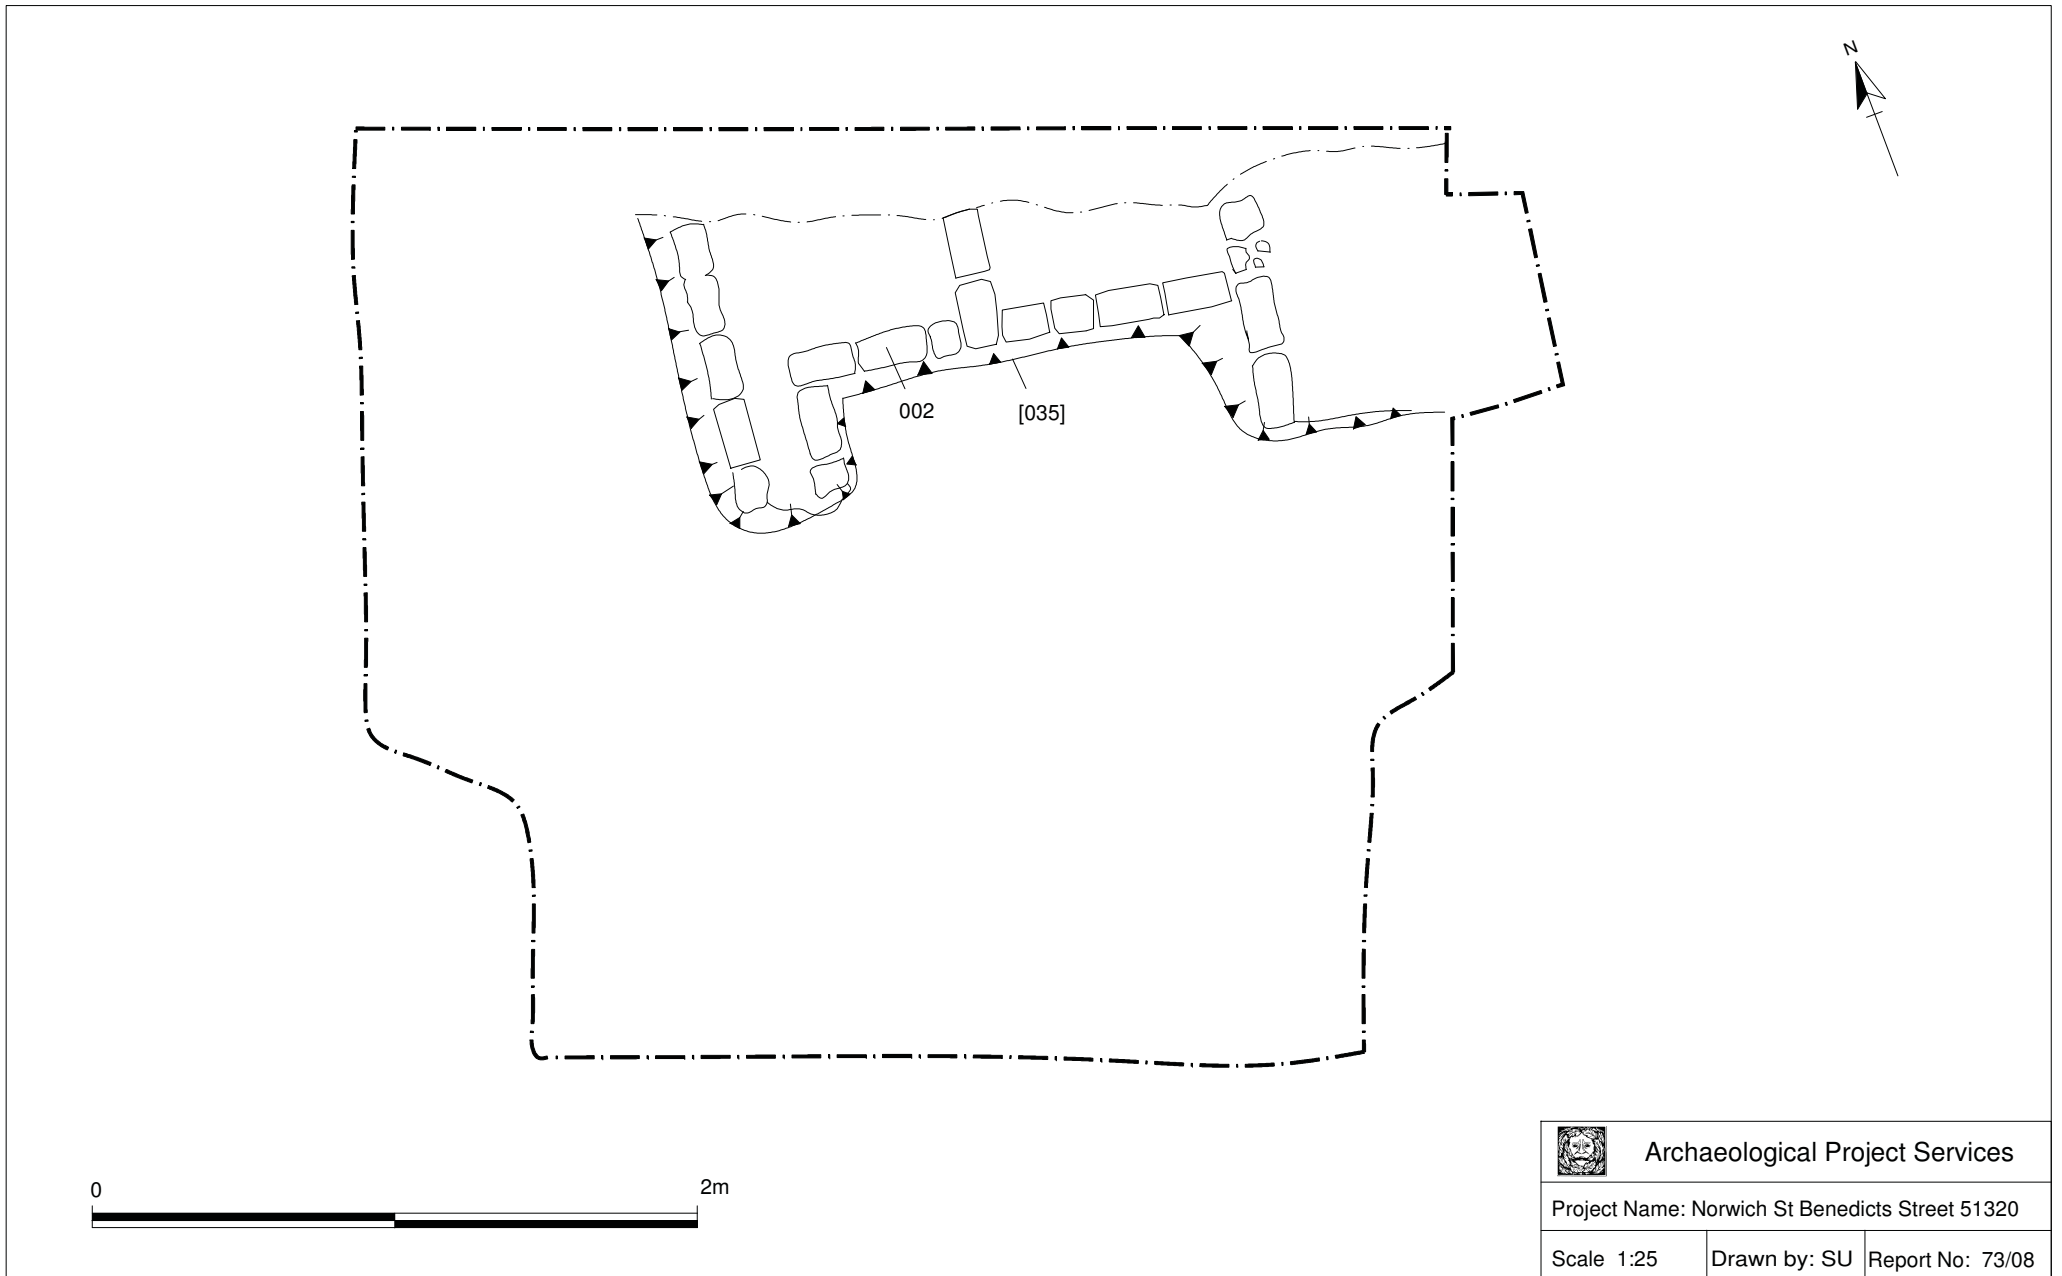 N
002
[035]
0
2m
Archaeological Project Services
Project Name: Norwich St Benedicts Street 51320
Scale 1:25
Drawn by: SU
Report No: 73/08